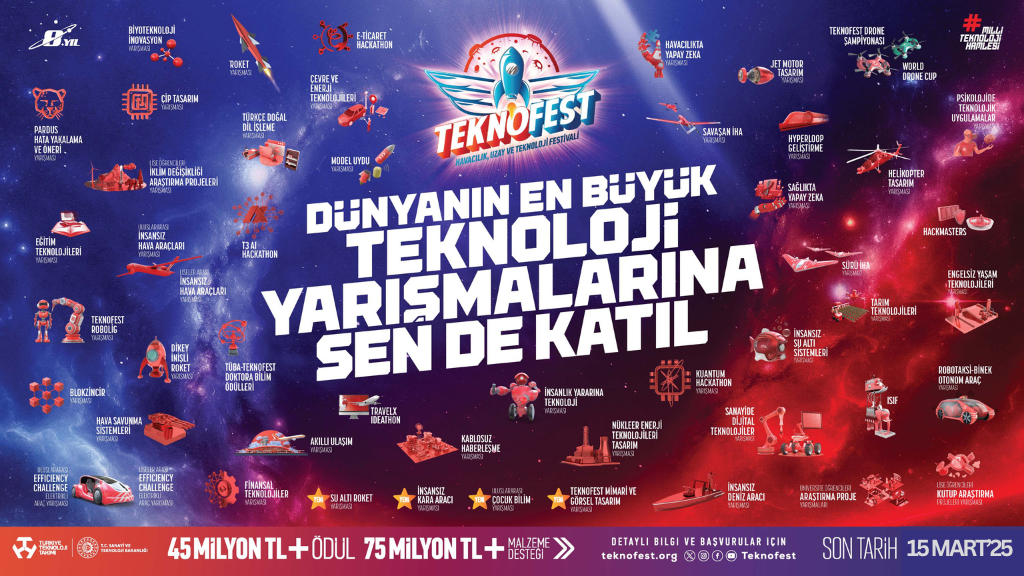 8.YIL
BİYOTEKNOLOJİ
İNOVASYON
YARIŞMASI
ROKET
YARIŞMASI
E-TİCARET
HACKATHON
TEKNOFEST
HAVACILIK, UZAY VE TEKNOLOJİ FESTİVALİ
HAVACILIKTA
YAPAY ZEKA
YARIŞMASI
JET MOTOR
TASARIM
YARIŞMASI
TEKNOFEST DRONE
ŞAMPİYONASI
WORLD
DRONE CUP
#MİLLİ
TEKNOLOJİ
HAMLESİ
PARDUS
HATA YAKALAMA
VE ÖNERİ
YARIŞMASI
ÇİP TASARIM
YARIŞMASI
ÇEVRE VE
ENERJİ
TEKNOLOJİLERİ
YARIŞMASI
TÜRKÇE DOĞAL
DİL İŞLEME
YARIŞMASI
MODEL UYDU
YARIŞMASI
SAVAŞAN İHA
YARIŞMASI
HYPERLOOP
GELİŞTİRME
YARIŞMASI
PSİKOLOJİDE
TEKNOLOJİK
UYGULAMALAR
YARIŞMASI
HELİKOPTER
TASARIM
YARIŞMASI
LİSE ÖĞRENCİLERİ
İKLİM DEĞİŞİKLİĞİ
ARAŞTIRMA PROJELERİ
YARIŞMASI
SAĞLIKTA
YAPAY ZEKA
YARIŞMASI
DÜNYANIN EN BÜYÜK
TEKNOLOJİ
YARIŞMALARINA
SEN DE KATIL
EĞİTİM
TEKNOLOJİLERİ
YARIŞMASI
ULUSLARARASI
İNSANSIZ
HAVA ARAÇLARI
YARIŞMASI
T3 AI
HACKATHON
LİSELER ARASI
İNSANSIZ
HAVA ARAÇLARI
YARIŞMASI
HACKMASTERS
SÜRÜ İHA
YARIŞMASI
ENGELSİZ YAŞAM
TEKNOLOJİLERİ
YARIŞMASI
TARIM
TEKNOLOJİLERİ
YARIŞMASI
TEKNOFEST
ROBOLİG
YARIŞMASI
DİKEY
İNİŞLİ
ROKET
YARIŞMASI
TÜBA-TEKNOFEST
DOKTORA BİLİM
ÖDÜLLERİ
İNSANSIZ
SU ALTI
SİSTEMLERİ
YARIŞMASI
BLOKZİNCİR
YARIŞMASI
TRAVELX
IDEATHON
İNSANLIK YARARINA
TEKNOLOJİ
YARIŞMASI
KUANTUM
HACKATHON
YARIŞMASI
ISIF
ROBOTAKSİ-BİNEK
OTONOM ARAÇ
YARIŞMASI
HAVA SAVUNMA
SİSTEMLERİ
YARIŞMASI
AKILLI ULAŞIM
YARIŞMASI
KABLOSUZ
HABERLEŞME
YARIŞMASI
NÜKLEER ENERJİ
TEKNOLOJİLERİ
TASARIM
YARIŞMASI
SANAYİDE
DİJİTAL
TEKNOLOJİLER
YARIŞMASI
ULUSLARARASI
EFFICIENCY
CHALLENGE
ELEKTRİKLİ
ARAÇ YARIŞMASI
LİSELER ARASI
EFFICIENCY
CHALLENGE
ELEKTRİKLİ
ARAÇ YARIŞMASI
FİNANSAL
TEKNOLOJİLER
YARIŞMASI
YENİ
SU ALTI ROKET
YARIŞMASI
YENİ
İNSANSIZ
KARA ARACI
YARIŞMASI
YENİ
ULUSLARARASI
ÇOCUK BİLİM
YARIŞMASI
YENİ
TEKNOFEST MİMARİ VE
GÖRSEL TASARIM
YARIŞMASI
İNSANSIZ
DENİZ ARACI
YARIŞMASI
ÜNİVERSİTE ÖĞRENCİLERİ
ARAŞTIRMA PROJE
YARIŞMALARI
LİSE ÖĞRENCİLERİ
KUTUP ARAŞTIRMA
PROJELERİ YARIŞMASI
TÜRKİYE
TEKNOLOJİ
TAKIMI
T.C. SANAYİ VE
TEKNOLOJİ BAKANLIĞI
45 MİLYON TL+ ÖDÜL 75 MİLYON TL+ MALZEME
DESTEĞİ
DETAYLI BİLGİ VE BAŞVURULAR İÇİN
teknofest.org Teknofest
SON TARİH 15 MART'25